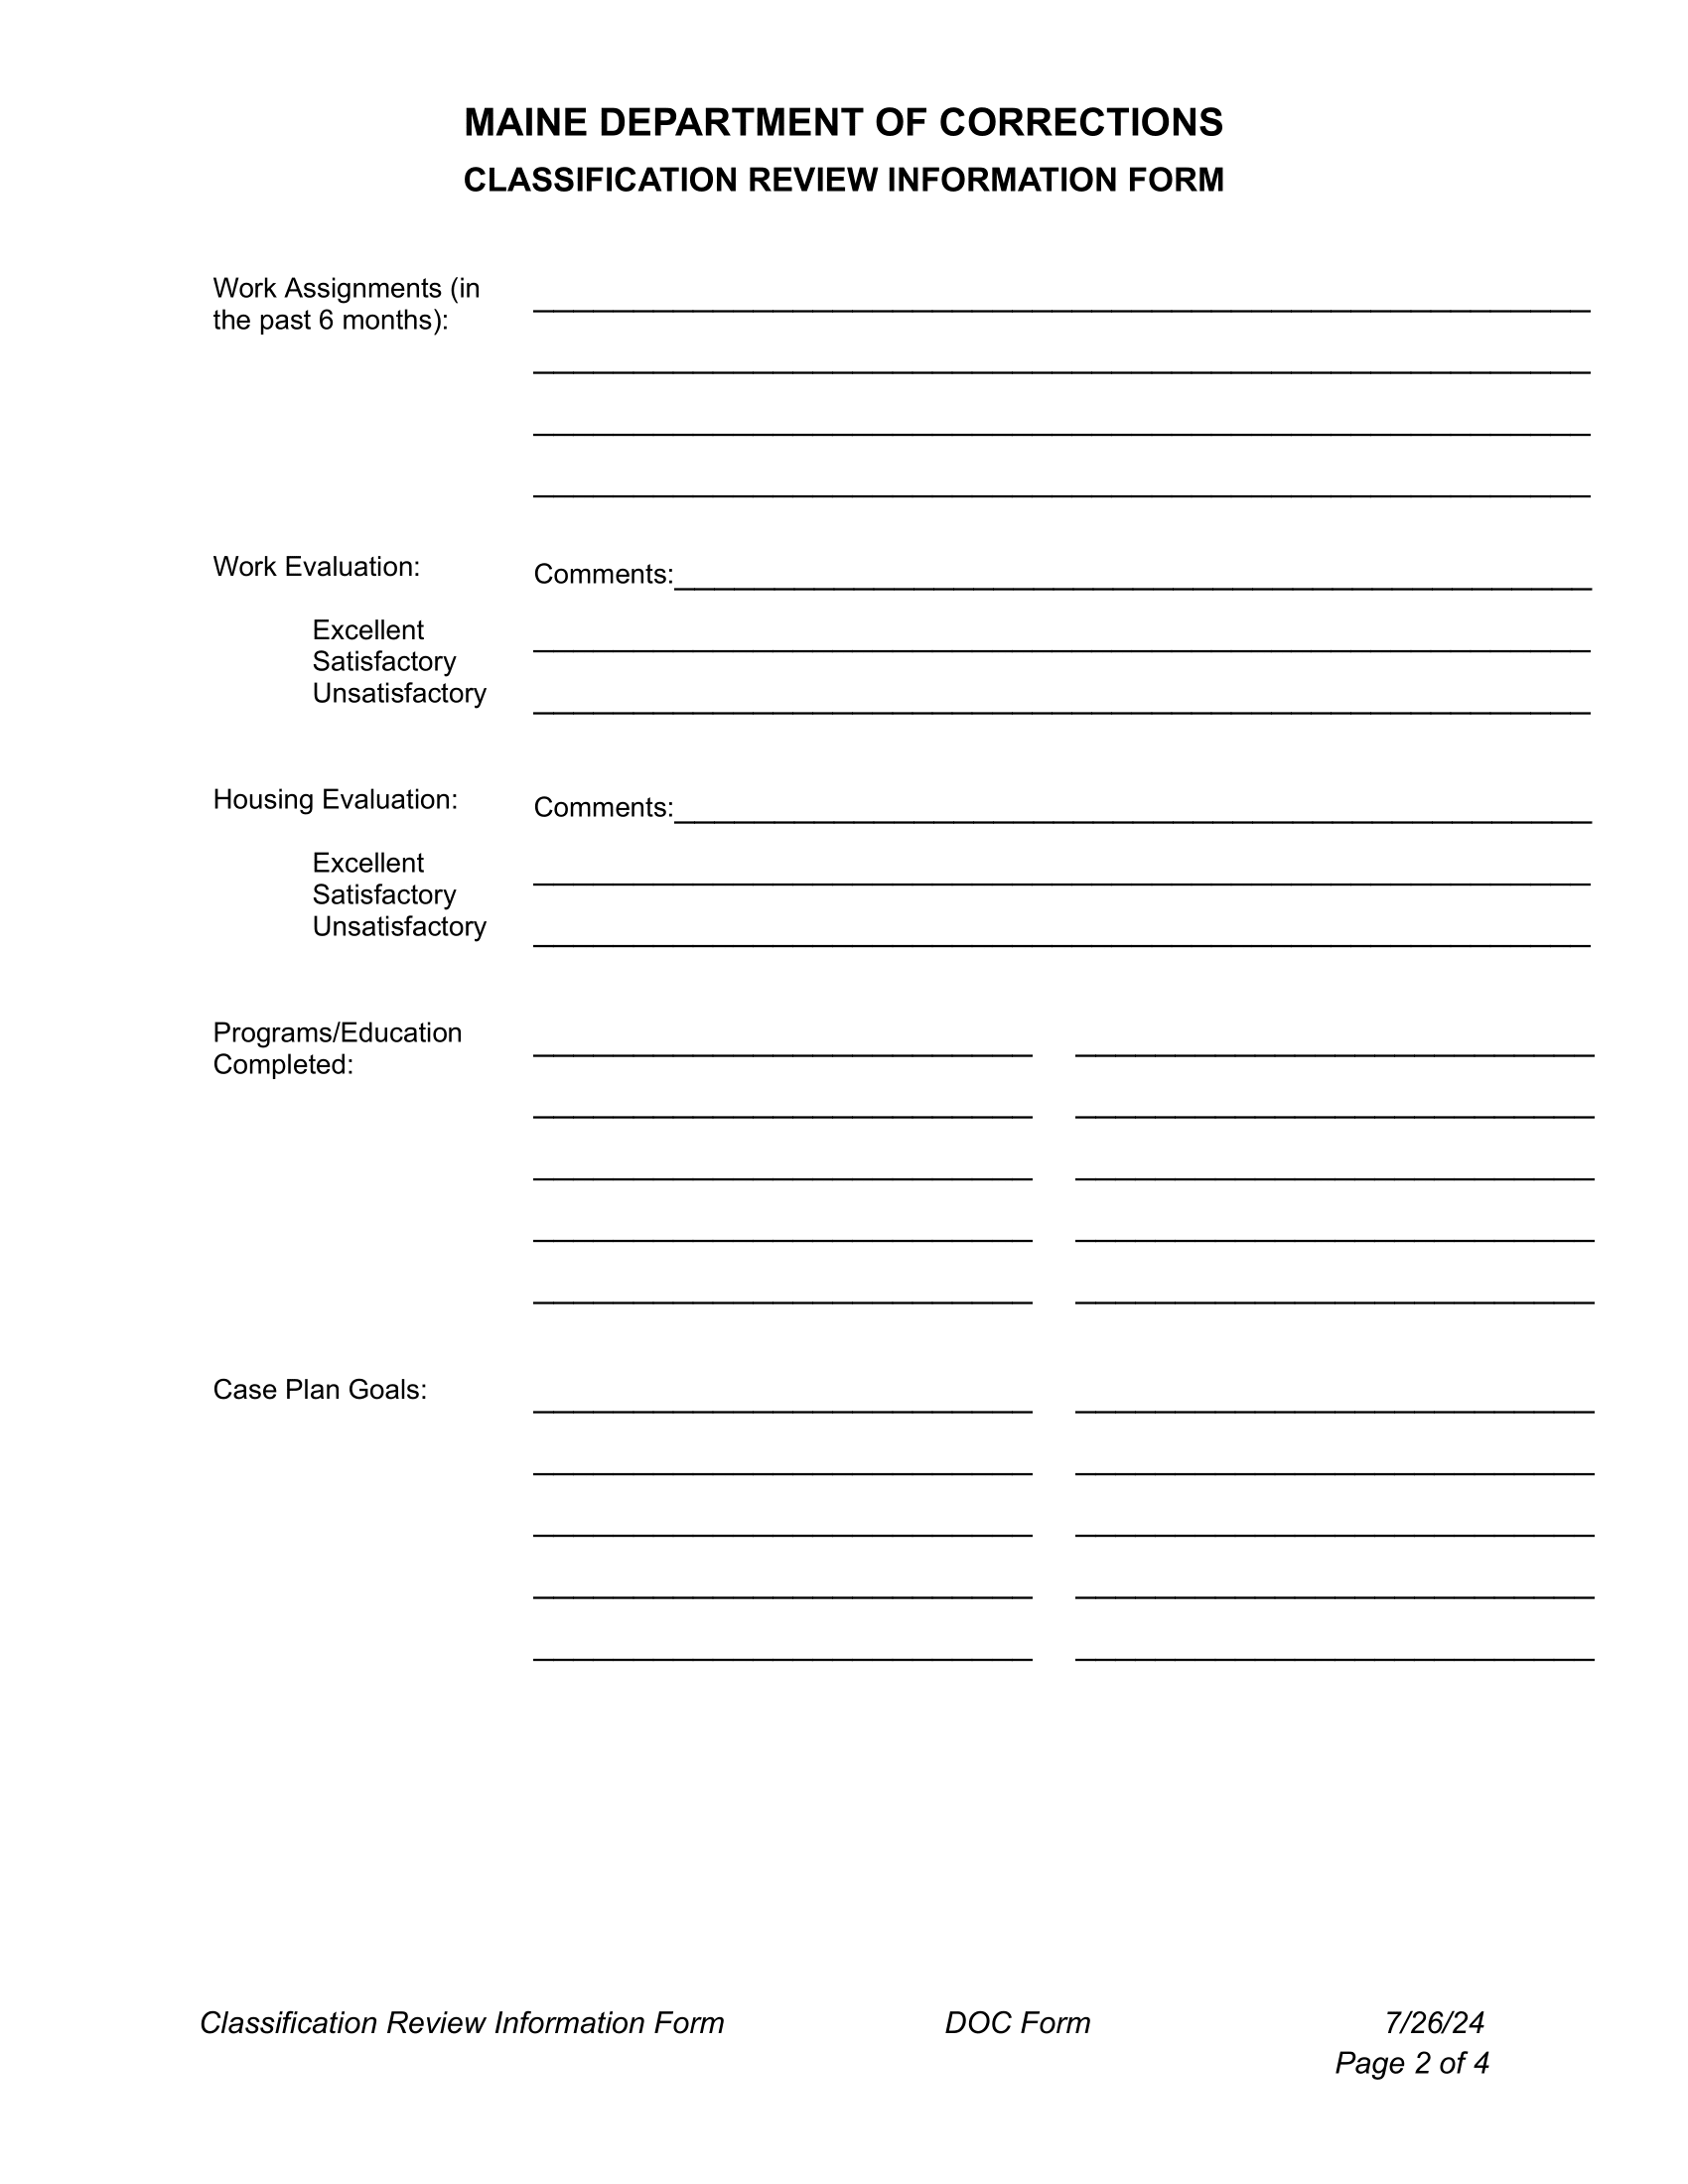 MAINE DEPARTMENT OF CORRECTIONS
CLASSIFICATION REVIEW INFORMATION FORM
Work Assignments (in
the past 6 months):
Work Evaluation:
Comments:
Excellent
Satisfactory
Unsatisfactory
Housing Evaluation:
Comments:
Excellent
Satisfactory
Unsatisfactory
Programs/Education
Completed:
Case Plan Goals:
Classification Review Information Form DOC Form 7/26/24
Page 2 of 4